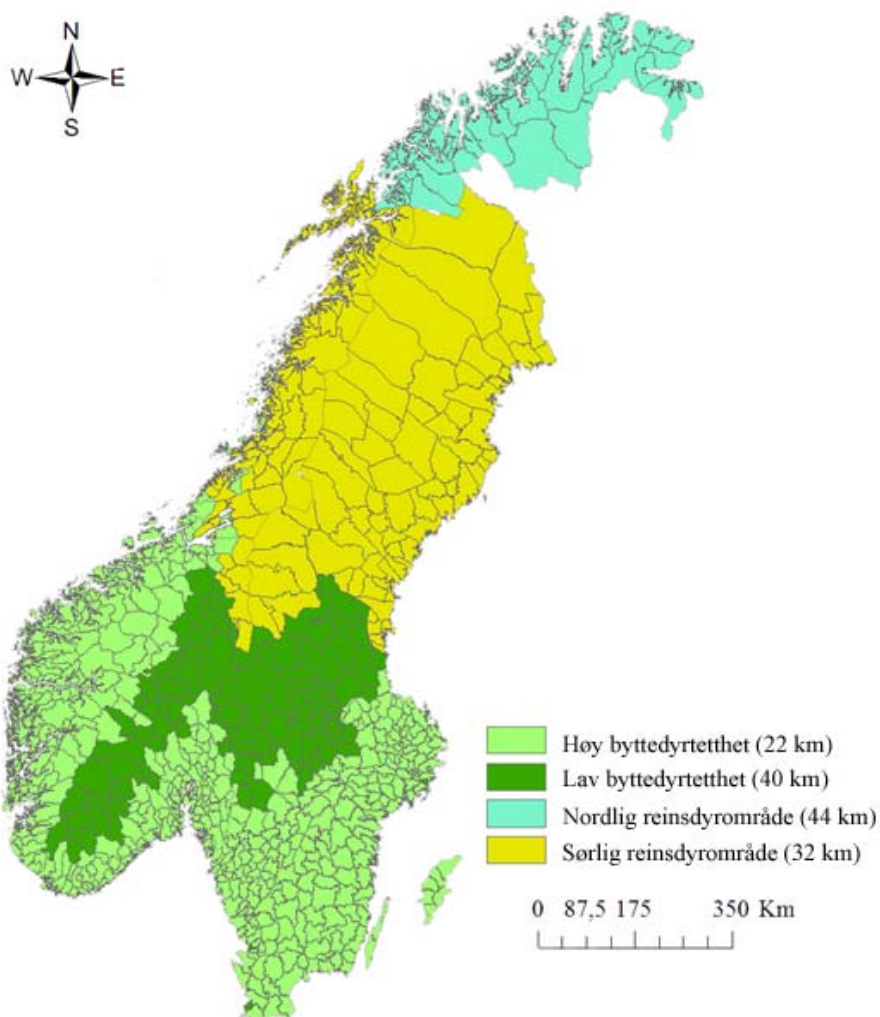 N
W E
S
Høy byttedyrtetthet (22 km)
Lav byttedyrtetthet (40 km)
Nordlig reinsdyrområde (44 km)
Sørlig reinsdyrområde (32 km)
0 87,5 175 350 Km